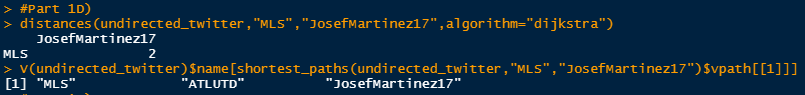 > #Part 1D)
> distances(undirected_twitter,"MLS","JosefMartinez17",algorithm="dijkstra")
    JosefMartinez17
MLS               2
> V(undirected_twitter)$name[shortest_paths(undirected_twitter,"MLS","JosefMartinez17")$vpath[[1]]]
[1] "MLS"             "ATLUTD"          "JosefMartinez17"